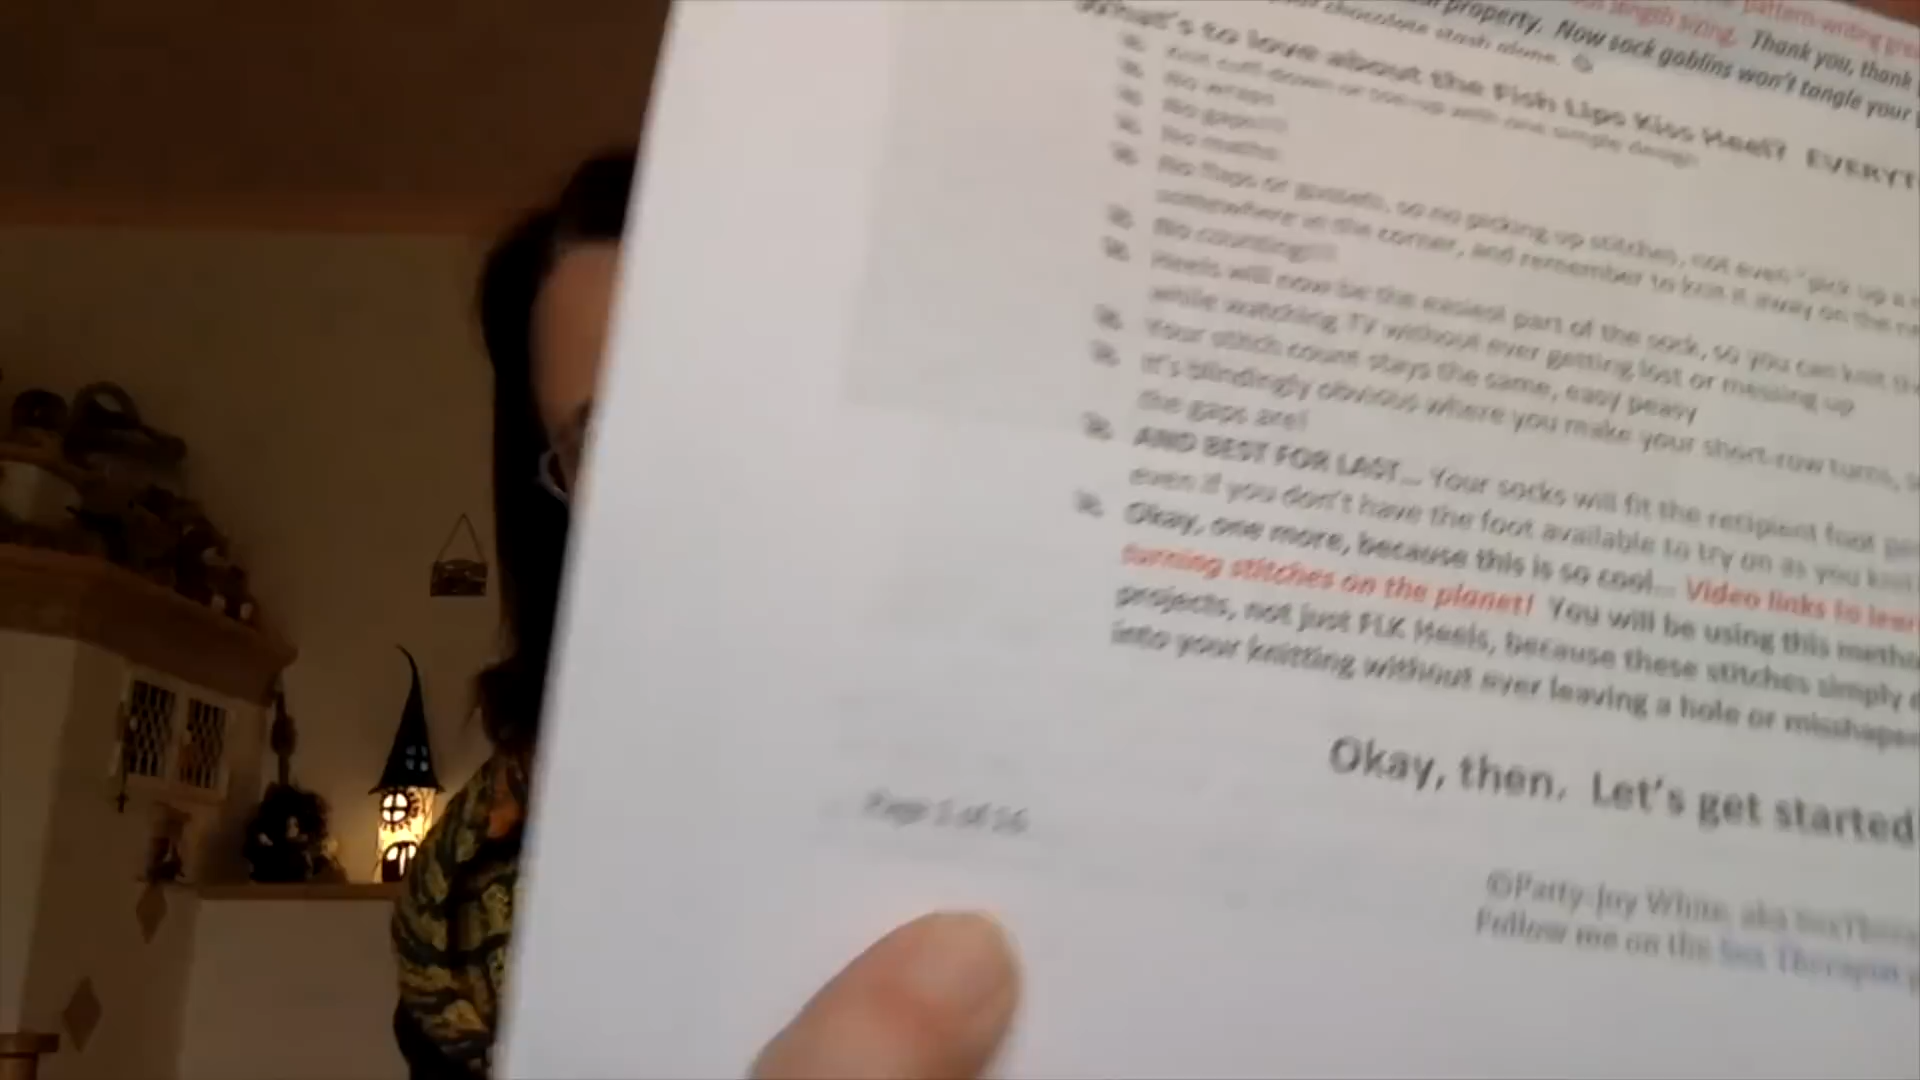 pattern-writing
length sizing. Thank you, thank
property. Now sock goblins won't tangle your
chocolate stash alone.
What's to love about the Fish Lips Kiss Heel? EVERYT
cuff-down or toe-up with one simple design
No wraps
No gaps!!!
No maths
No flaps or gussets, so no picking up stitches, not even "pick up a
somewhere in the corner, and remember to knit it away on the
No counting!!!
Heels will now be the easiest part of the sock, so you can knit
while watching TV without ever getting lost or messing up
Your stitch count stays the same, easy peasy
It's blindingly obvious where you make your short-row turns,
the gaps are!
AND BEST FOR LAST... Your socks will fit the recipient foot
even if you don't have the foot available to try on as you knit
Okay, one more, because this is so cool... Video links to lear
turning stitches on the planet! You will be using this metho
projects, not just FLK Heels, because these stitches simply
into your knitting without ever leaving a hole or misshapen
Okay, then. Let's get started
Page 1 of 16
©Patty-Joy White, aka SoxThera
Follow me on the Sox Therapist